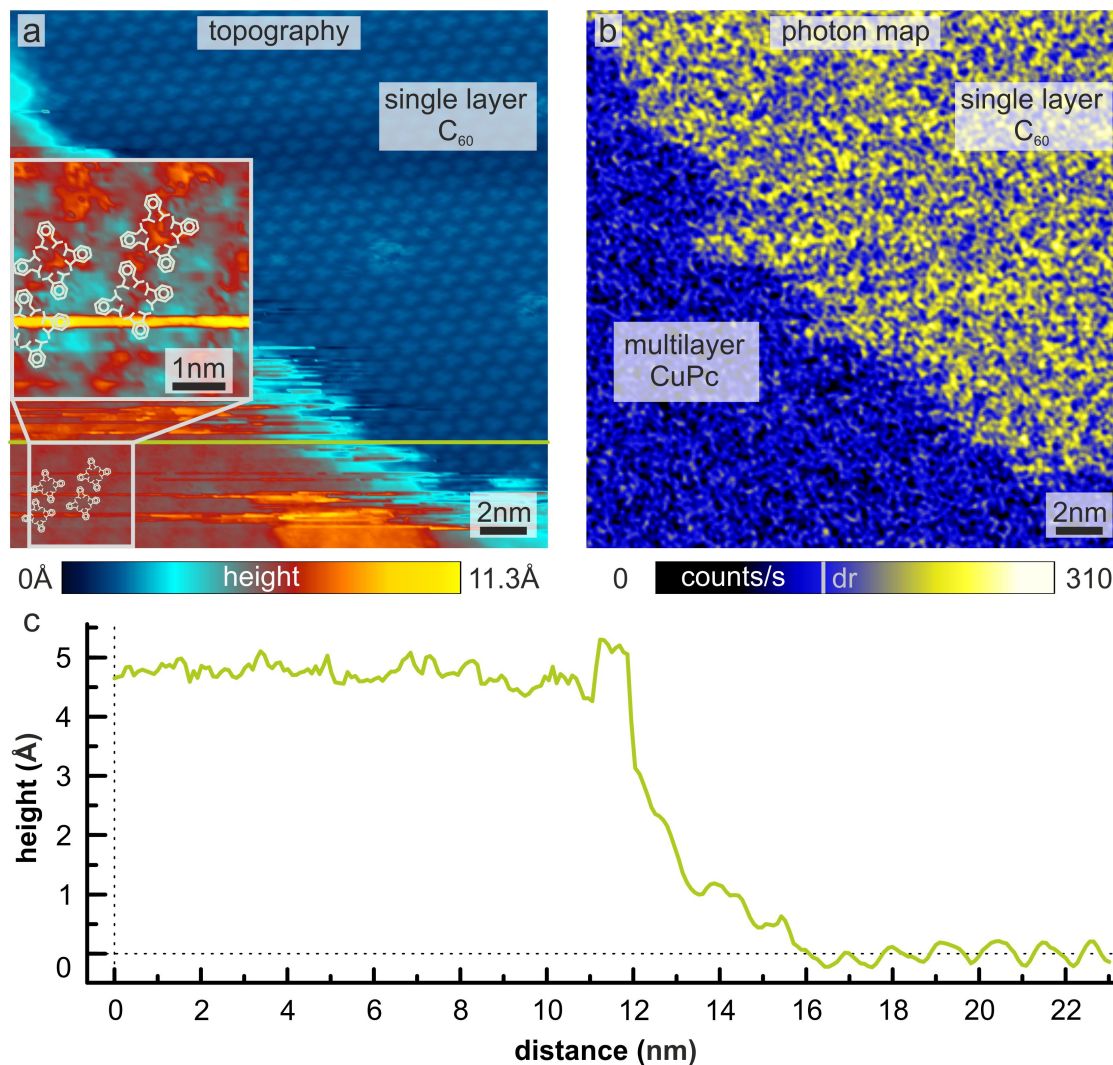 a
topography
single layer
C₆₀
1nm
2nm
0Å
height
11.3Å
b
photon map
single layer
C₆₀
multilayer
CuPc
2nm
0
counts/s
dr
310
c
5
4
3
2
1
0
height (Å)
0 2 4 6 8 10 12 14 16 18 20 22
distance (nm)